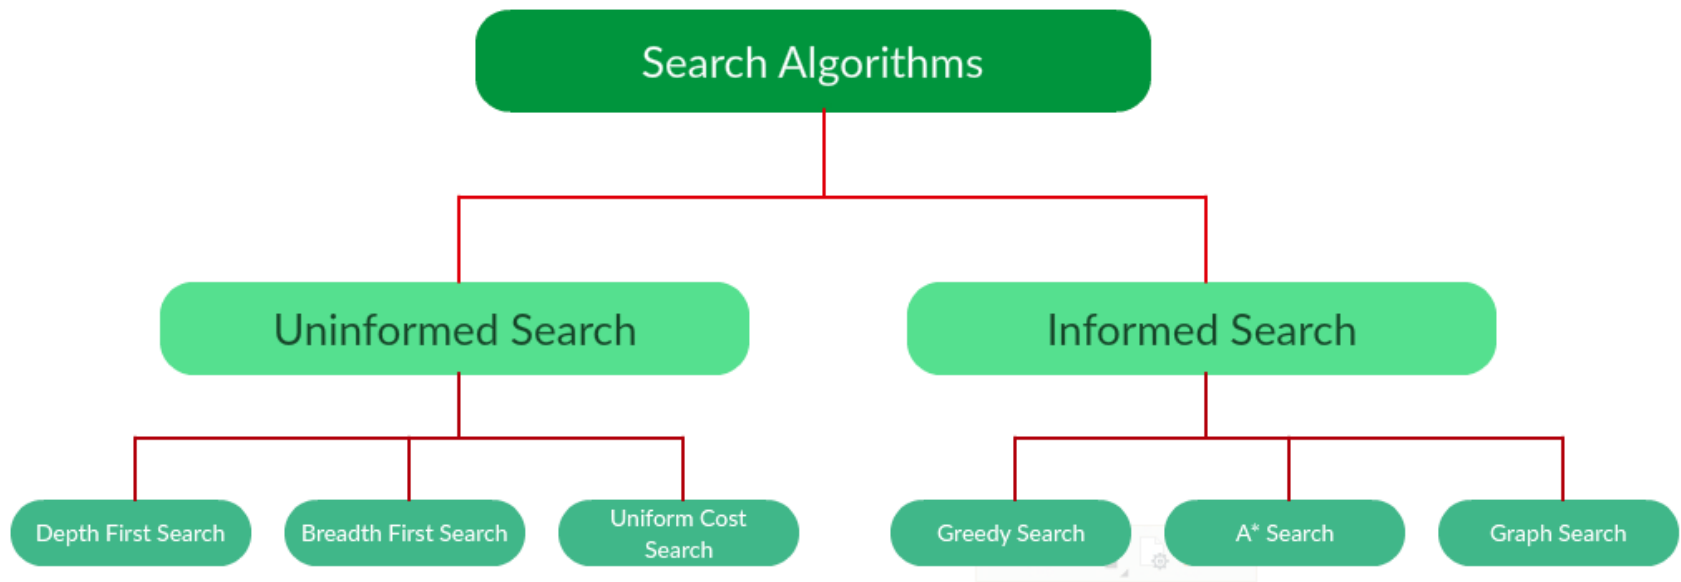 Search Algorithms
Uninformed Search
Informed Search
Depth First Search
Breadth First Search
Uniform Cost
Search
Greedy Search
A* Search
Graph Search